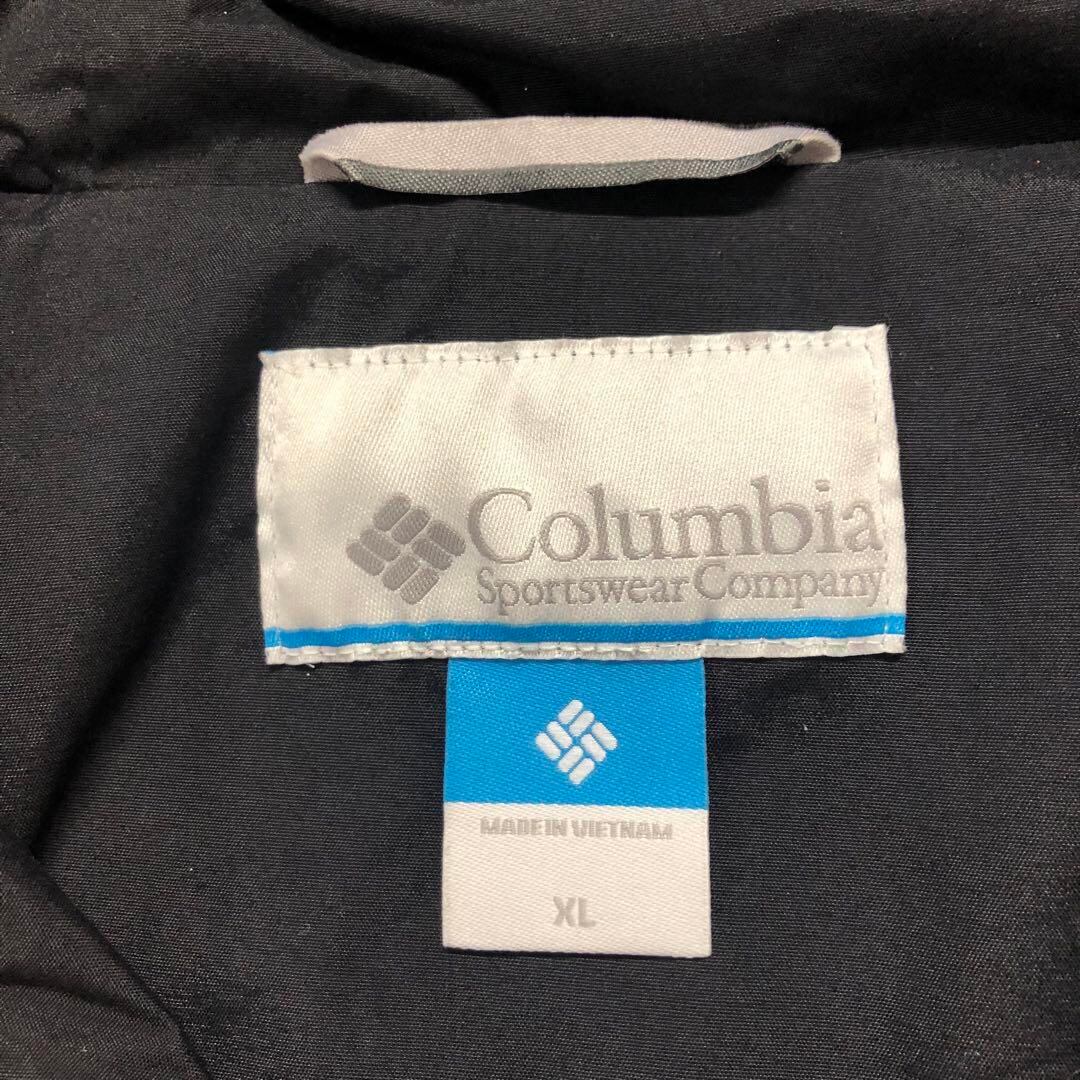 Columbia
Sportswear Company
MADE IN VIETNAM
XL